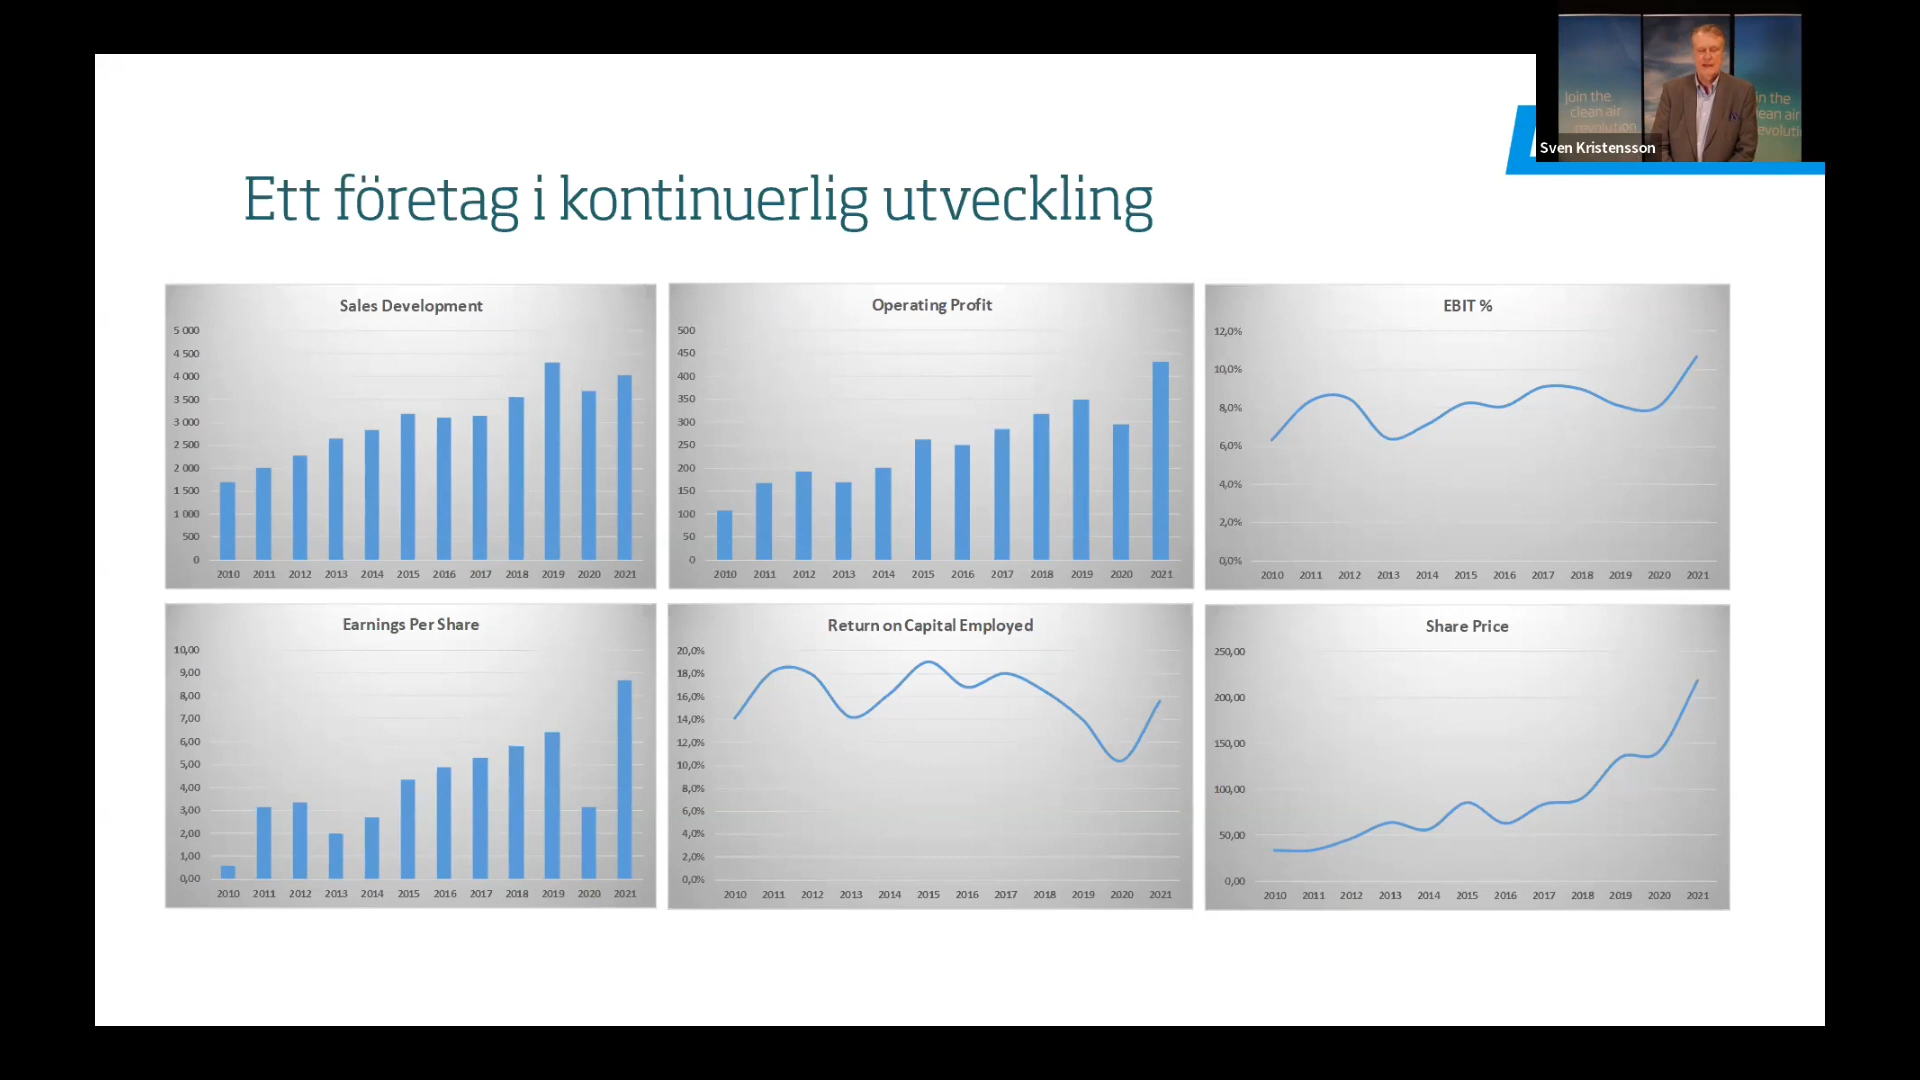 Join the
clean air
revolution
in the
ean air
evoluti
Sven Kristensson
Ett företag i kontinuerlig utveckling
Sales Development
5 000
4 500
4 000
3 500
3 000
2 500
2 000
1 500
1 000
500
0
2010 2011 2012 2013 2014 2015 2016 2017 2018 2019 2020 2021
Operating Profit
500
450
400
350
300
250
200
150
100
50
0
2010 2011 2012 2013 2014 2015 2016 2017 2018 2019 2020 2021
EBIT %
12,0%
10,0%
8,0%
6,0%
4,0%
2,0%
0,0%
2010 2011 2012 2013 2014 2015 2016 2017 2018 2019 2020 2021
Earnings Per Share
10,00
9,00
8,00
7,00
6,00
5,00
4,00
3,00
2,00
1,00
0,00
2010 2011 2012 2013 2014 2015 2016 2017 2018 2019 2020 2021
Return on Capital Employed
20,0%
18,0%
16,0%
14,0%
12,0%
10,0%
8,0%
6,0%
4,0%
2,0%
0,0%
2010 2011 2012 2013 2014 2015 2016 2017 2018 2019 2020 2021
Share Price
250,00
200,00
150,00
100,00
50,00
0,00
2010 2011 2012 2013 2014 2015 2016 2017 2018 2019 2020 2021